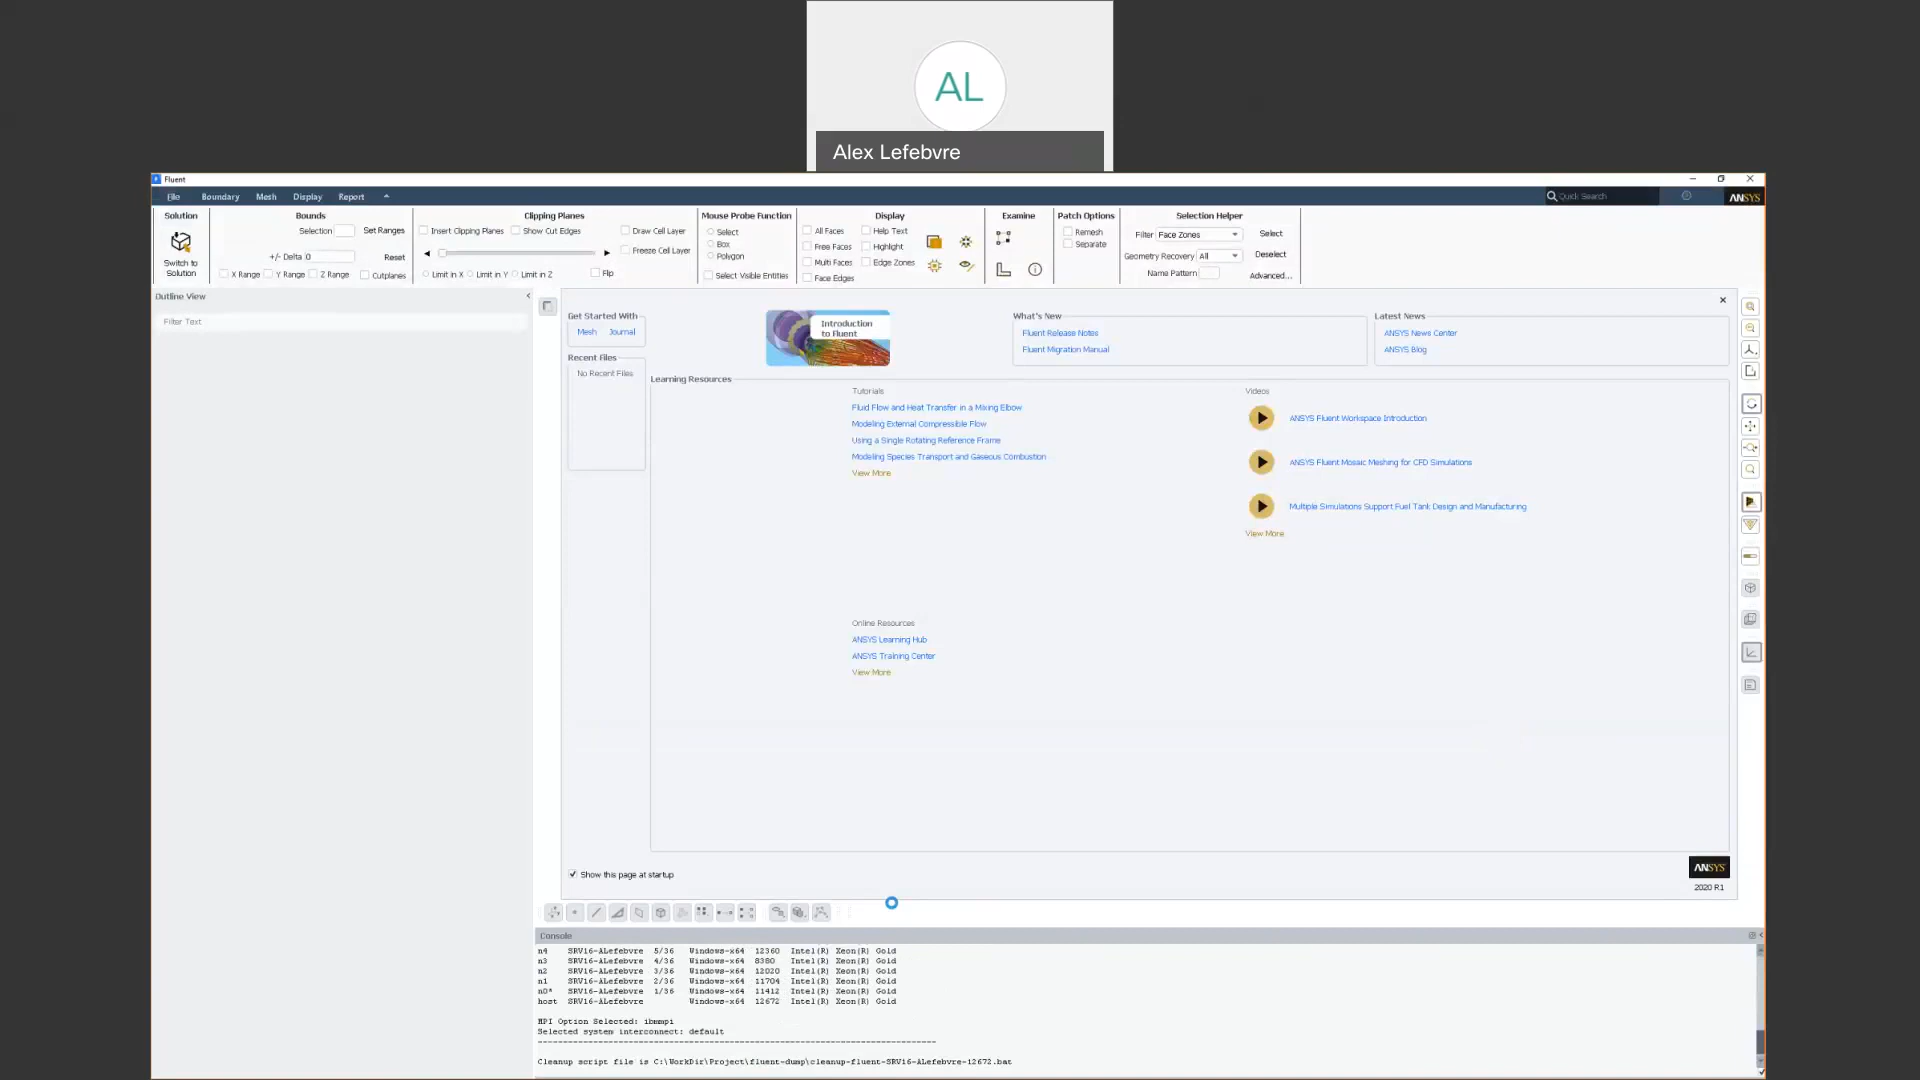 AL
Alex Lefebvre
Fluent
File Boundary Mesh Display Report
Quick Search
ANSYS
Solution
Switch to
Solution
Bounds
Selection Set Ranges
+/- Delta 0 Reset
X Range Y Range Z Range Cutplanes
Clipping Planes
Insert Clipping Planes Show Cut Edges Draw Cell Layer
Freeze Cell Layer
Limit in X Limit in Y Limit in Z Flip
Mouse Probe Function
Select
Box
Polygon
Select Visible Entities
Display
All Faces Help Text
Free Faces Highlight
Multi Faces Edge Zones
Face Edges
Examine
Patch Options
Remesh
Separate
Selection Helper
Filter Face Zones Select
Geometry Recovery All Deselect
Name Pattern Advanced...
Outline View
Filter Text
Get Started With
Mesh Journal
Recent Files
No Recent Files
Introduction
to Fluent
What's New
Fluent Release Notes
Fluent Migration Manual
Latest News
ANSYS News Center
ANSYS Blog
Learning Resources
Tutorials
Fluid Flow and Heat Transfer in a Mixing Elbow
Modeling External Compressible Flow
Using a Single Rotating Reference Frame
Modeling Species Transport and Gaseous Combustion
View More
Videos
ANSYS Fluent Workspace Introduction
ANSYS Fluent Mosaic Meshing for CFD Simulations
Multiple Simulations Support Fuel Tank Design and Manufacturing
View More
Online Resources
ANSYS Learning Hub
ANSYS Training Center
View More
Show this page at startup
ANSYS
2020 R1
Console
n4 SRV16-ALefebvre 5/36 Windows-x64 12360 Intel(R) Xeon(R) Gold
n3 SRV16-ALefebvre 4/36 Windows-x64 8380 Intel(R) Xeon(R) Gold
n2 SRV16-ALefebvre 3/36 Windows-x64 12020 Intel(R) Xeon(R) Gold
n1 SRV16-ALefebvre 2/36 Windows-x64 11704 Intel(R) Xeon(R) Gold
n0* SRV16-ALefebvre 1/36 Windows-x64 11412 Intel(R) Xeon(R) Gold
host SRV16-ALefebvre Windows-x64 12672 Intel(R) Xeon(R) Gold
MPI Option Selected: ibmmpi
Selected system interconnect: default
--------------------------------------------------------------------------------
Cleanup script file is C:\WorkDir\Project\fluent-dump\cleanup-fluent-SRV16-ALefebvre-12672.bat